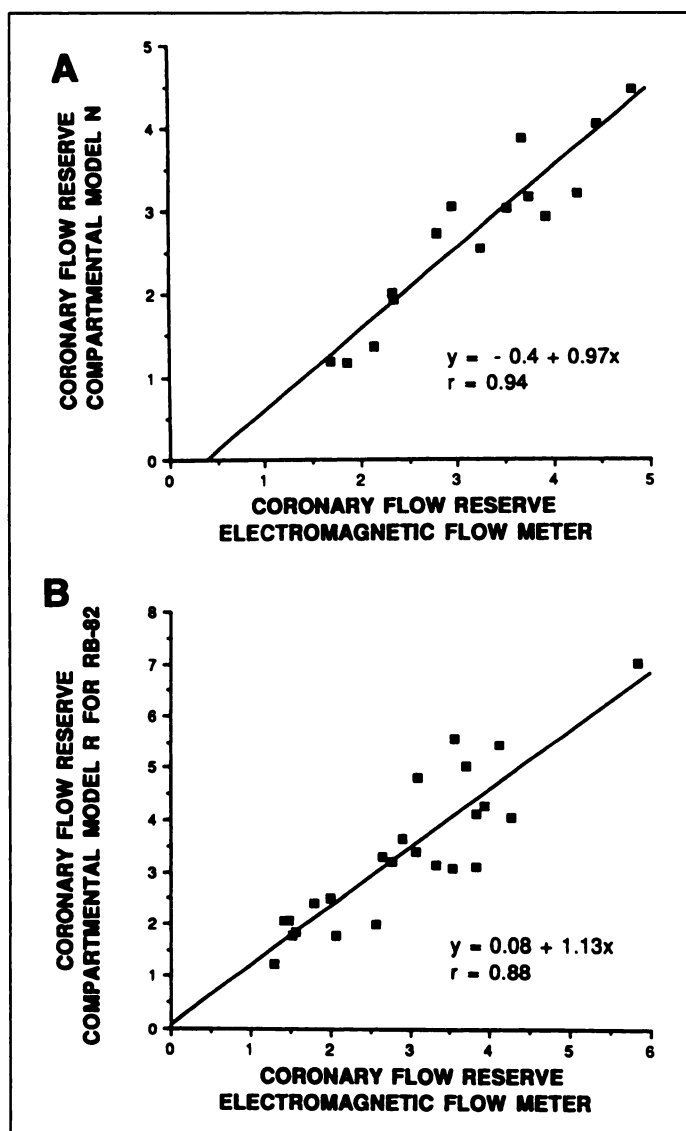 A
CORONARY FLOW RESERVE
COMPARTMENTAL MODEL N
5
4
3
2
1
0
y = - 0.4 + 0.97x
r = 0.94
0 1 2 3 4 5
CORONARY FLOW RESERVE
ELECTROMAGNETIC FLOW METER
B
CORONARY FLOW RESERVE
COMPARTMENTAL MODEL R FOR RB-82
8
7
6
5
4
3
2
1
0
y = 0.08 + 1.13x
r = 0.88
0 1 2 3 4 5 6
CORONARY FLOW RESERVE
ELECTROMAGNETIC FLOW METER